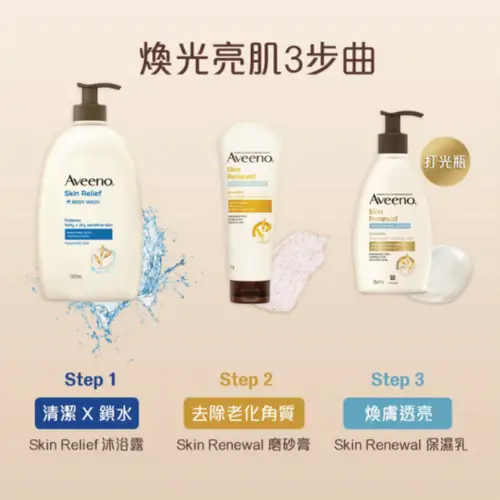 煥光亮肌3步曲
Aveeno.
Skin Relief
BODY WASH
Aveeno.
Skin
Renewal
Aveeno.
Skin
Renewal
打光瓶
Step 1
清潔 X 鎖水
Skin Relief 沐浴露
Step 2
去除老化角質
Skin Renewal 磨砂膏
Step 3
煥膚透亮
Skin Renewal 保濕乳